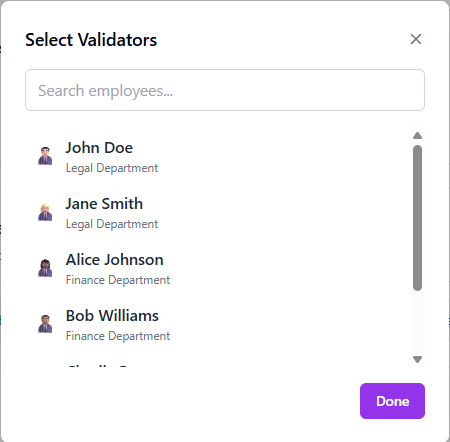 Select Validators
Search employees...
John Doe
Legal Department
Jane Smith
Legal Department
Alice Johnson
Finance Department
Bob Williams
Finance Department
Done